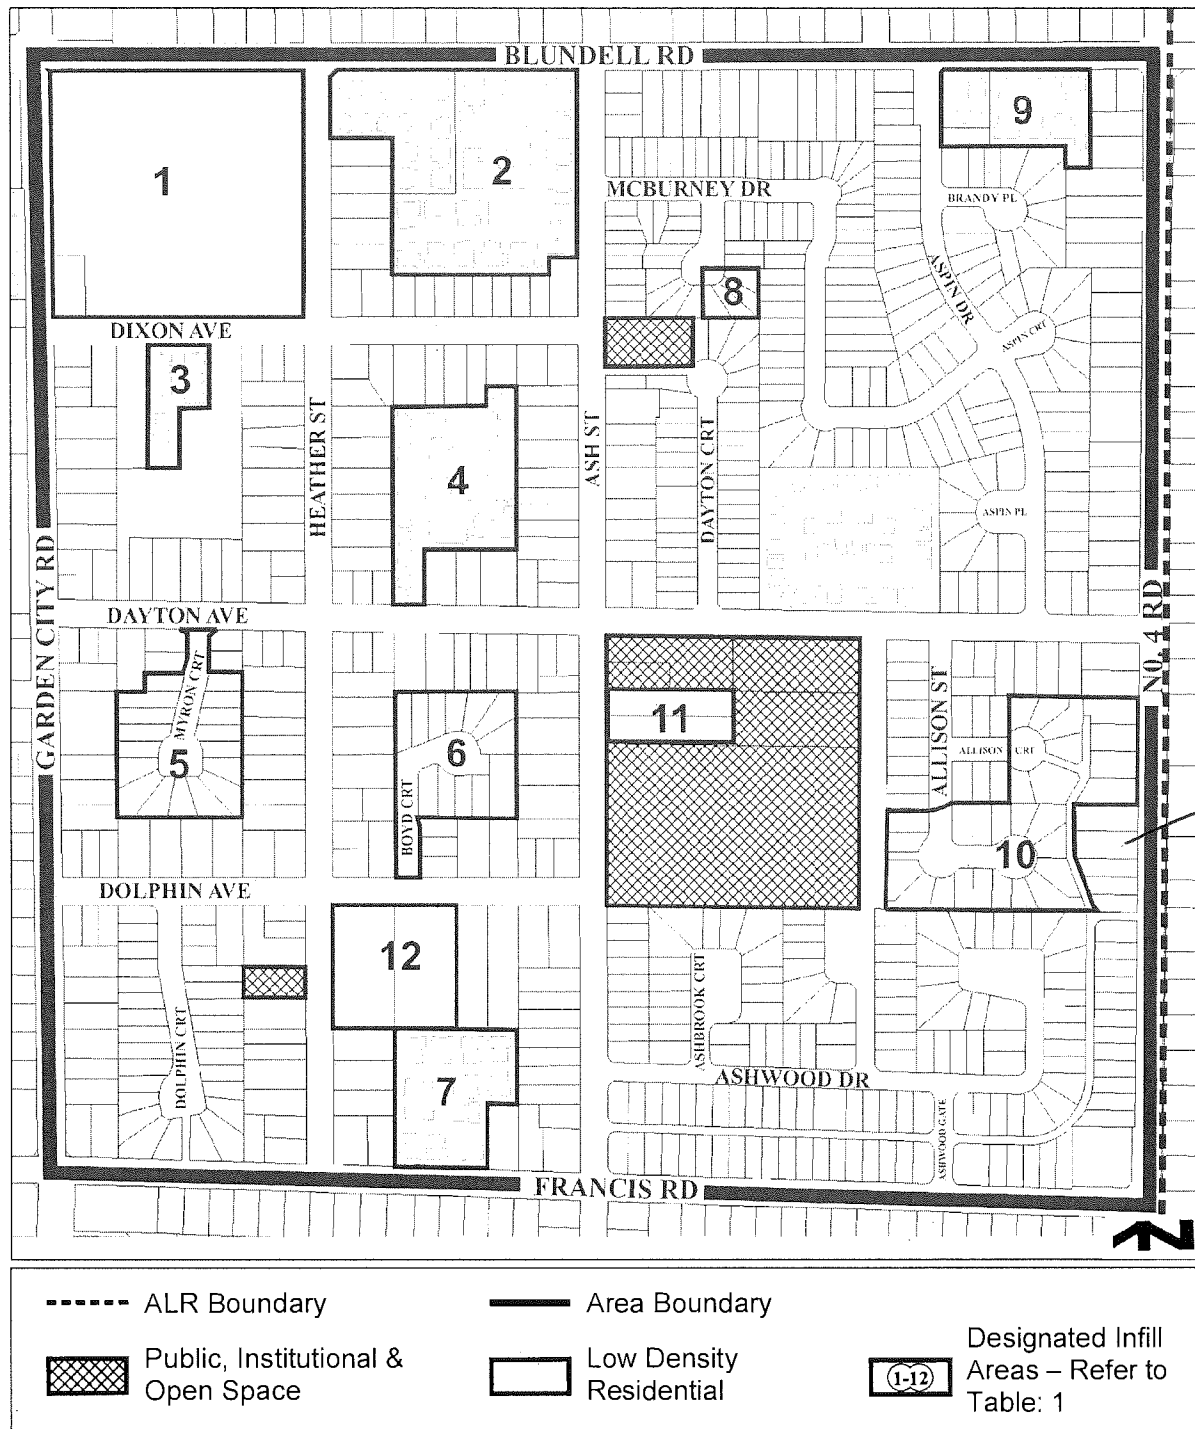 BLUNDELL RD
1
2
9
MCBURNEY DR
BRANDY PL
ASPIN DR
8
DIXON AVE
ASPIN CRT
3
HEATHER ST
ASH ST
4
DAYTON CRT
ASPIN PL
GARDEN CITY RD
DAYTON AVE
NO. 4 RD
MYRON CRT
5
6
BOYD CRT
11
ALLISON ST
ALLISON CRT
10
DOLPHIN AVE
12
DOLPHIN CRT
ASHBROOK CRT
7
ASHWOOD DR
ASHWOOD GATE
FRANCIS RD
N
ALR Boundary
Area Boundary
Public, Institutional &
Open Space
Low Density
Residential
1-12
Designated Infill
Areas – Refer to
Table: 1